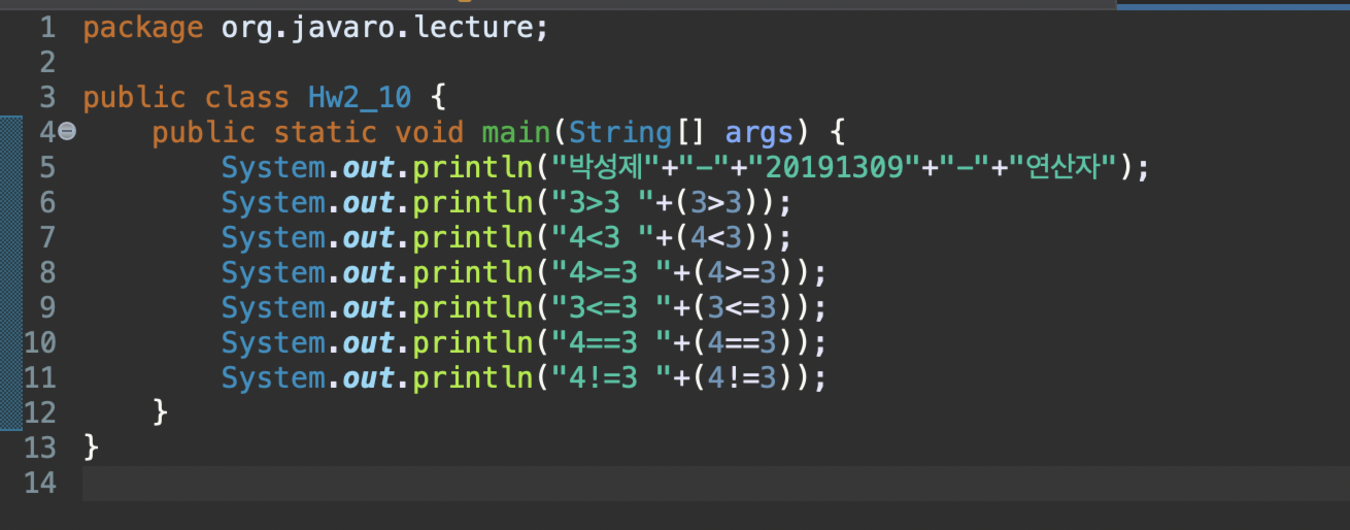 1 package org.javaro.lecture;
2
3 public class Hw2_10 {
4 public static void main(String[] args) {
5 System.out.println("박성제"+"-"+"20191309"+"-"+"연산자");
6 System.out.println("3>3 "+(3>3));
7 System.out.println("4<3 "+(4<3));
8 System.out.println("4>=3 "+(4>=3));
9 System.out.println("3<=3 "+(3<=3));
10 System.out.println("4==3 "+(4==3));
11 System.out.println("4!=3 "+(4!=3));
12 }
13 }
14